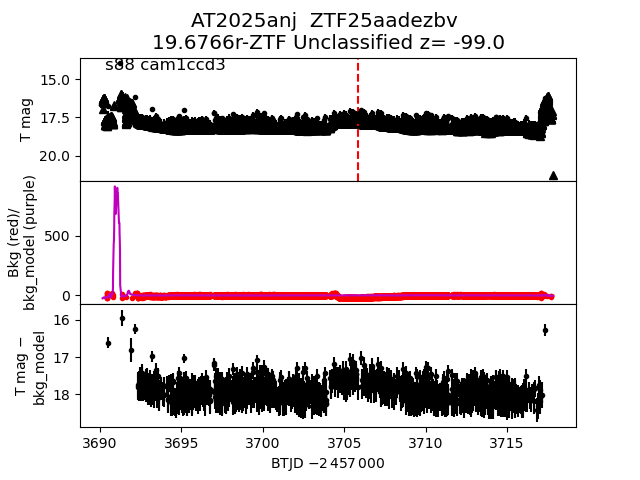 AT2025anj  ZTF25aadezbv
19.6766r-ZTF Unclassified z= -99.0
s88 cam1ccd3
T mag
15.0
17.5
20.0
Bkg (red)/
bkg_model (purple)
500
0
T mag −
bkg_model
16
17
18
3690 3695 3700 3705 3710 3715
BTJD −2 457 000